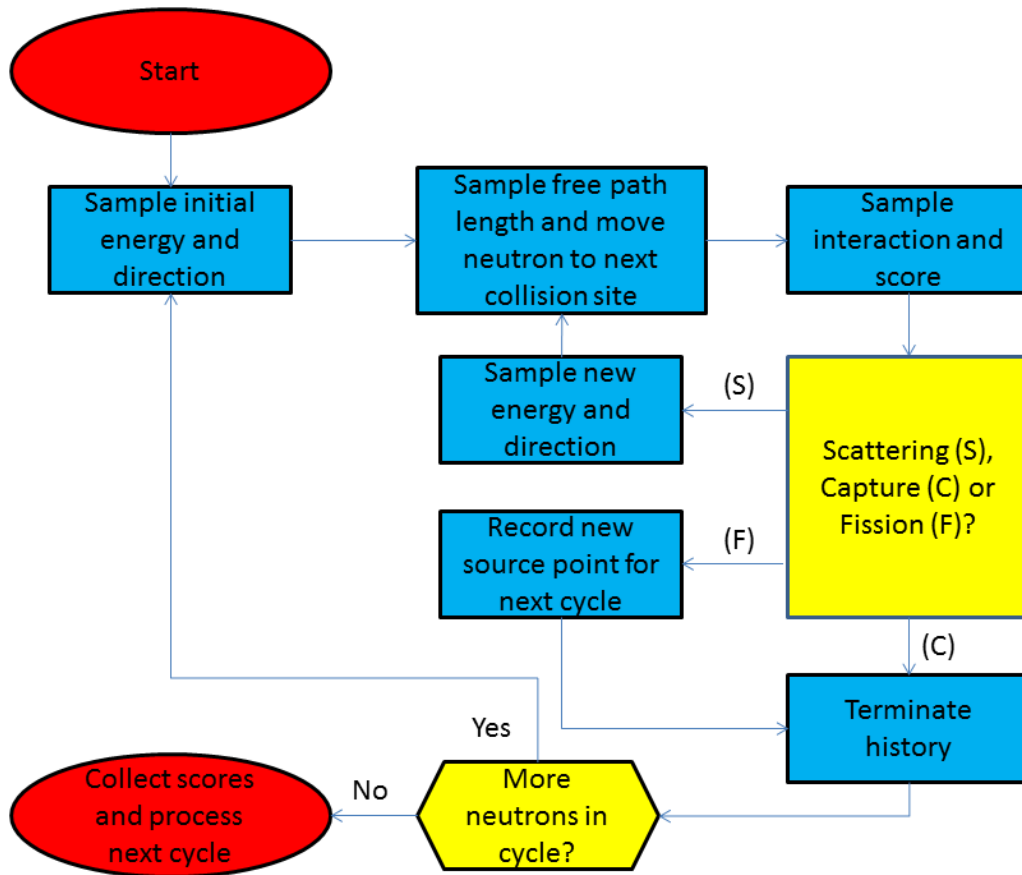 Start
Sample initial
energy and
direction
Sample free path
length and move
neutron to next
collision site
Sample
interaction and
score
Sample new
energy and
direction
(S)
Scattering (S),
Capture (C) or
Fission (F)?
Record new
source point for
next cycle
(F)
(C)
Terminate
history
Yes
More
neutrons in
cycle?
No
Collect scores
and process
next cycle